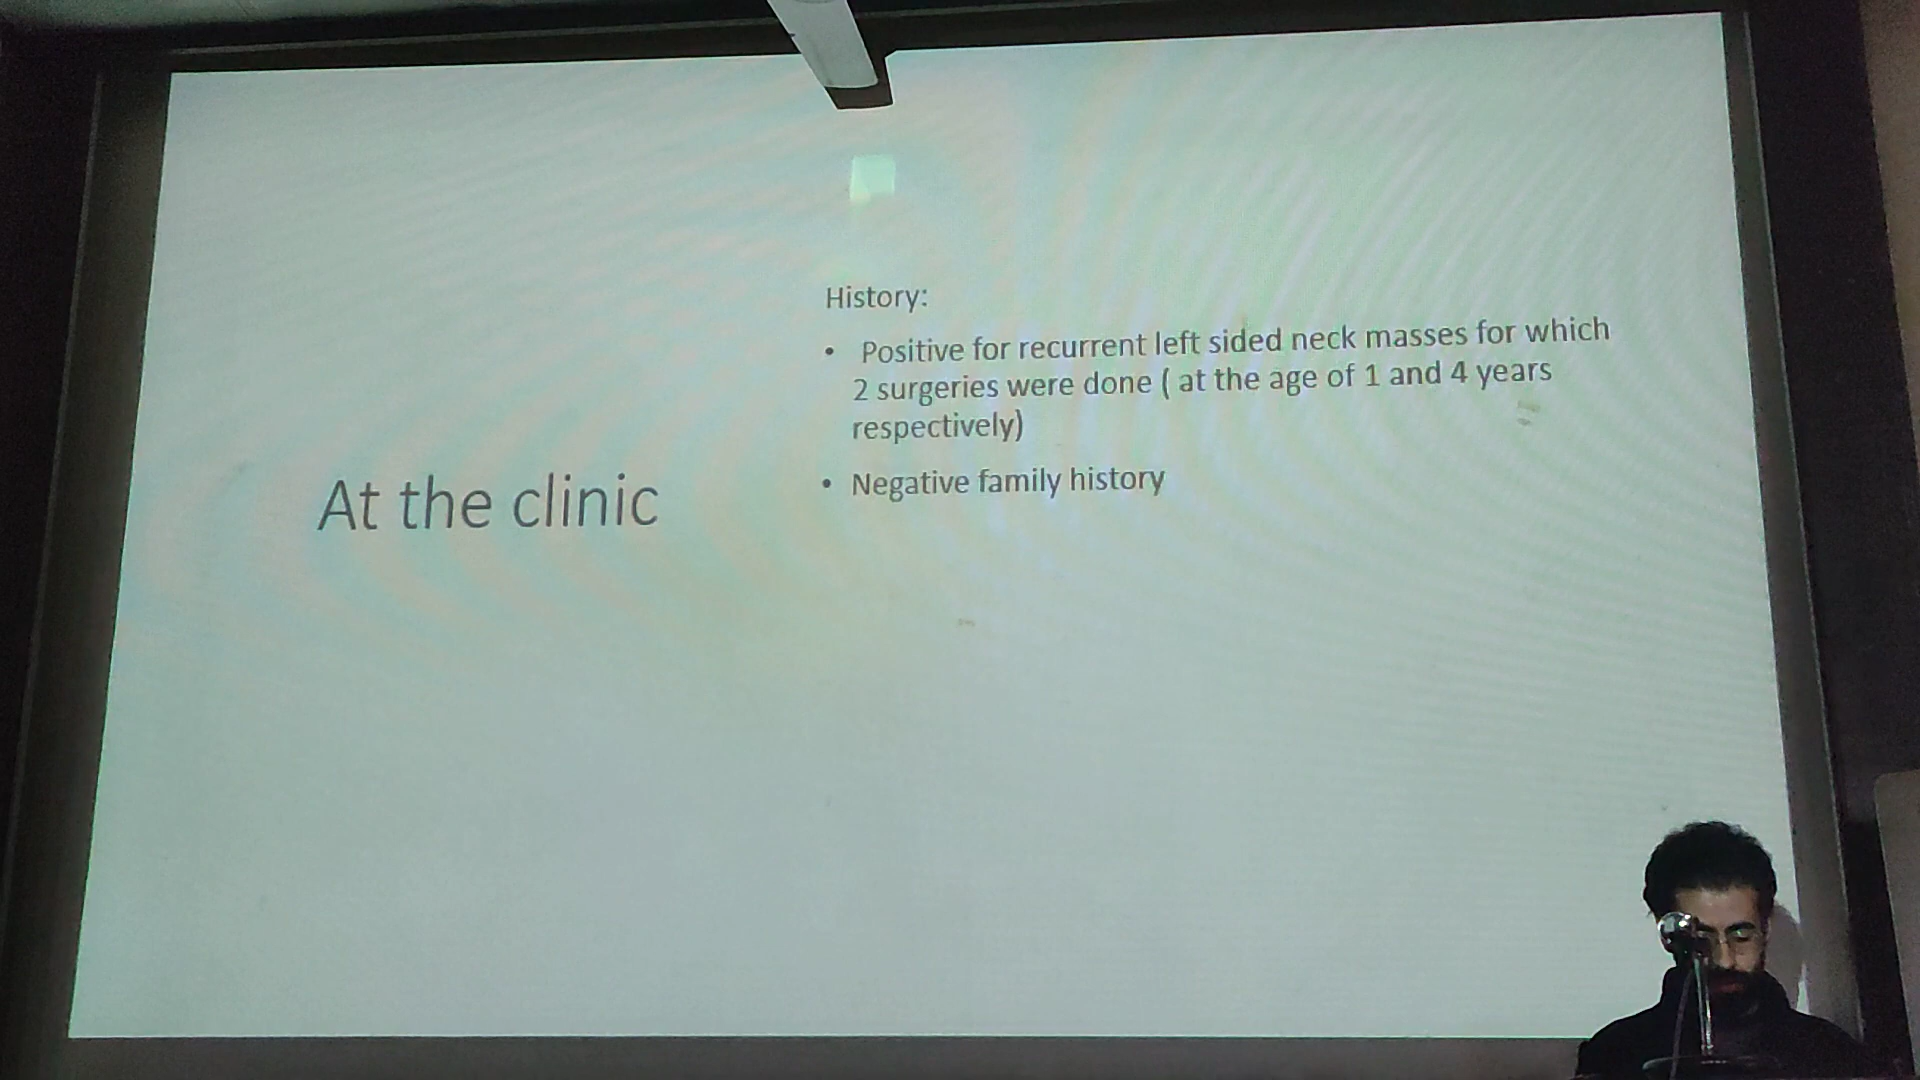 At the clinic
History:
• Positive for recurrent left sided neck masses for which
2 surgeries were done ( at the age of 1 and 4 years
respectively)
• Negative family history